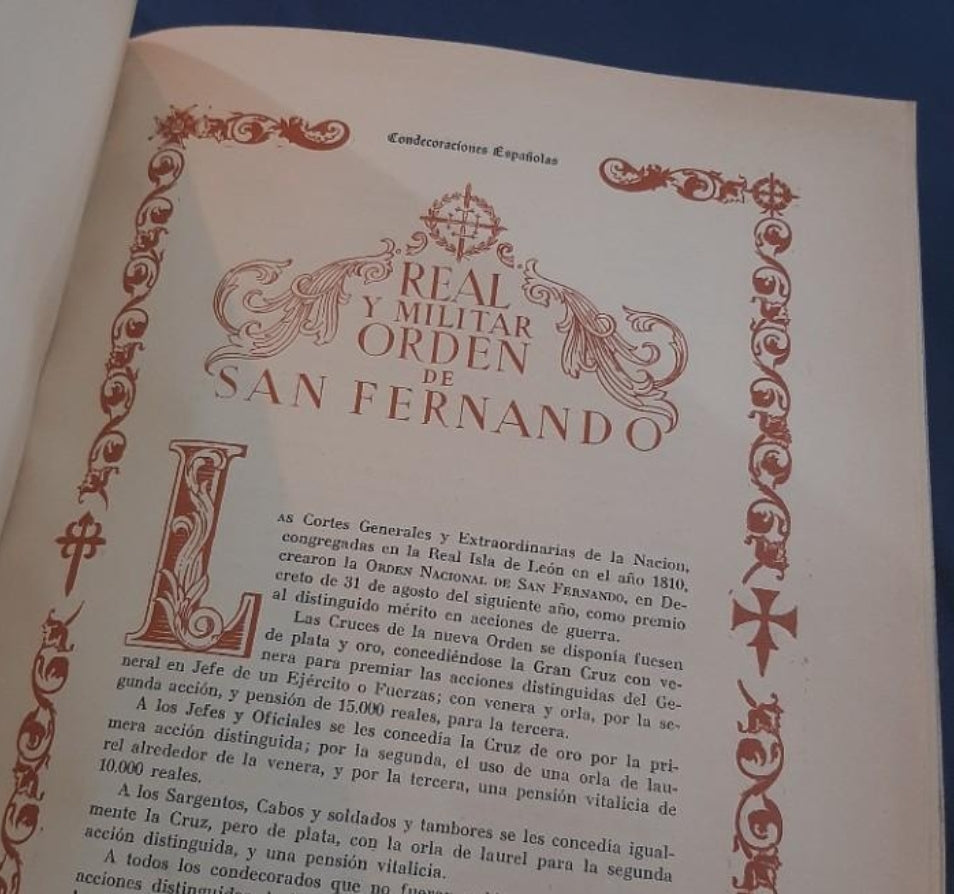 Condecoraciones Españolas
REAL
Y MILITAR
ORDEN
DE
SAN FERNANDO
LAS Cortes Generales y Extraordinarias de la Nacion,
congregadas en la Real Isla de León en el año 1810,
crearon la ORDEN NACIONAL DE SAN FERNANDO, en De-
creto de 31 de agosto del siguiente año, como premio
al distinguido mérito en acciones de guerra.
Las Cruces de la nueva Orden se disponía fuesen
de plata y oro, concediéndose la Gran Cruz con ve-
nera para premiar las acciones distinguidas del Ge-
neral en Jefe de un Ejército o Fuerzas; con venera y orla, por la se-
gunda acción, y pensión de 15.000 reales, para la tercera.
A los Jefes y Oficiales se les concedía la Cruz de oro por la pri-
mera acción distinguida; por la segunda, el uso de una orla de lau-
rel alrededor de la venera, y por la tercera, una pensión vitalicia de
10.000 reales.
A los Sargentos, Cabos y soldados y tambores se les concedía igual-
mente la Cruz, pero de plata, con la orla de laurel para la segunda
acción distinguida, y una pensión vitalicia.
A todos los condecorados que no
acciones